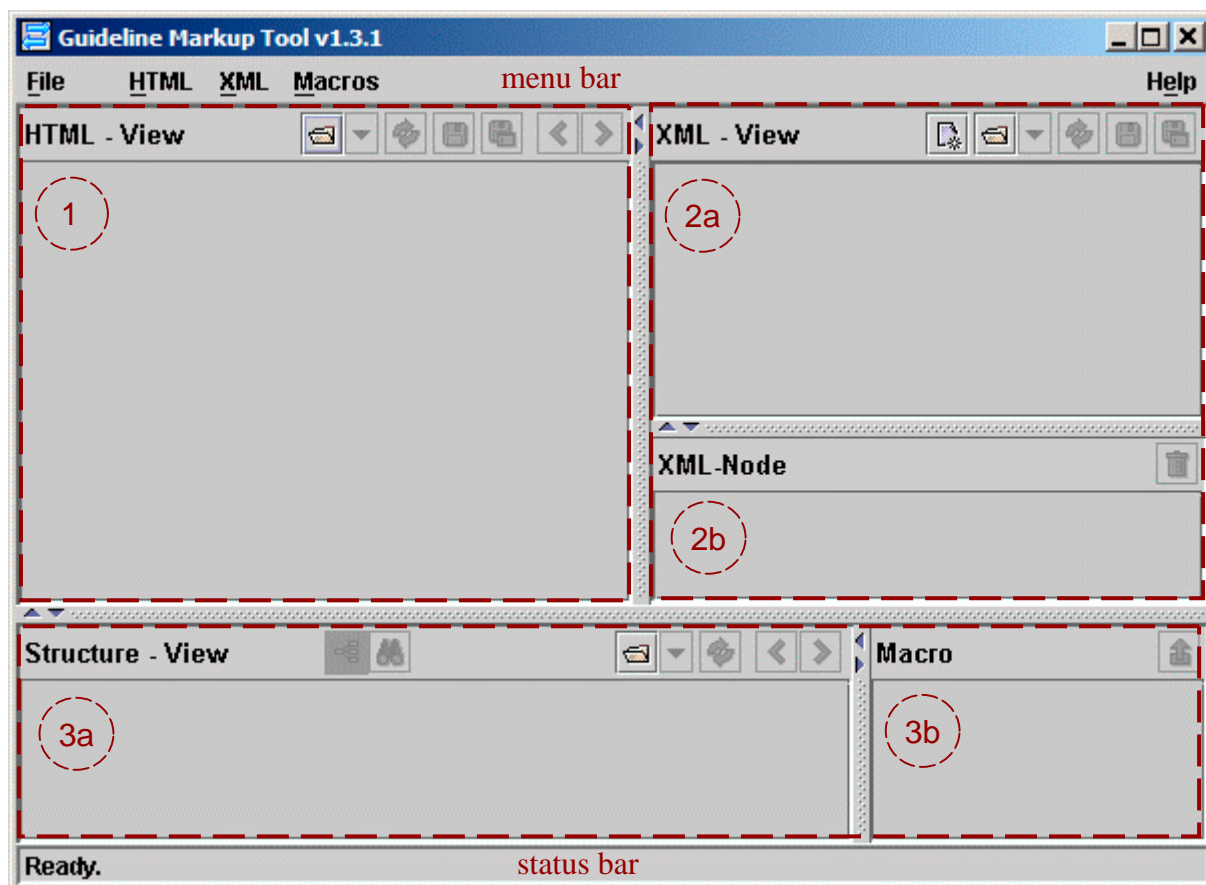 Guideline Markup Tool v1.3.1
File HTML XML Macros menu bar Help
HTML - View
XML - View
1
2a
XML-Node
2b
Structure - View
Macro
3a
3b
Ready. status bar